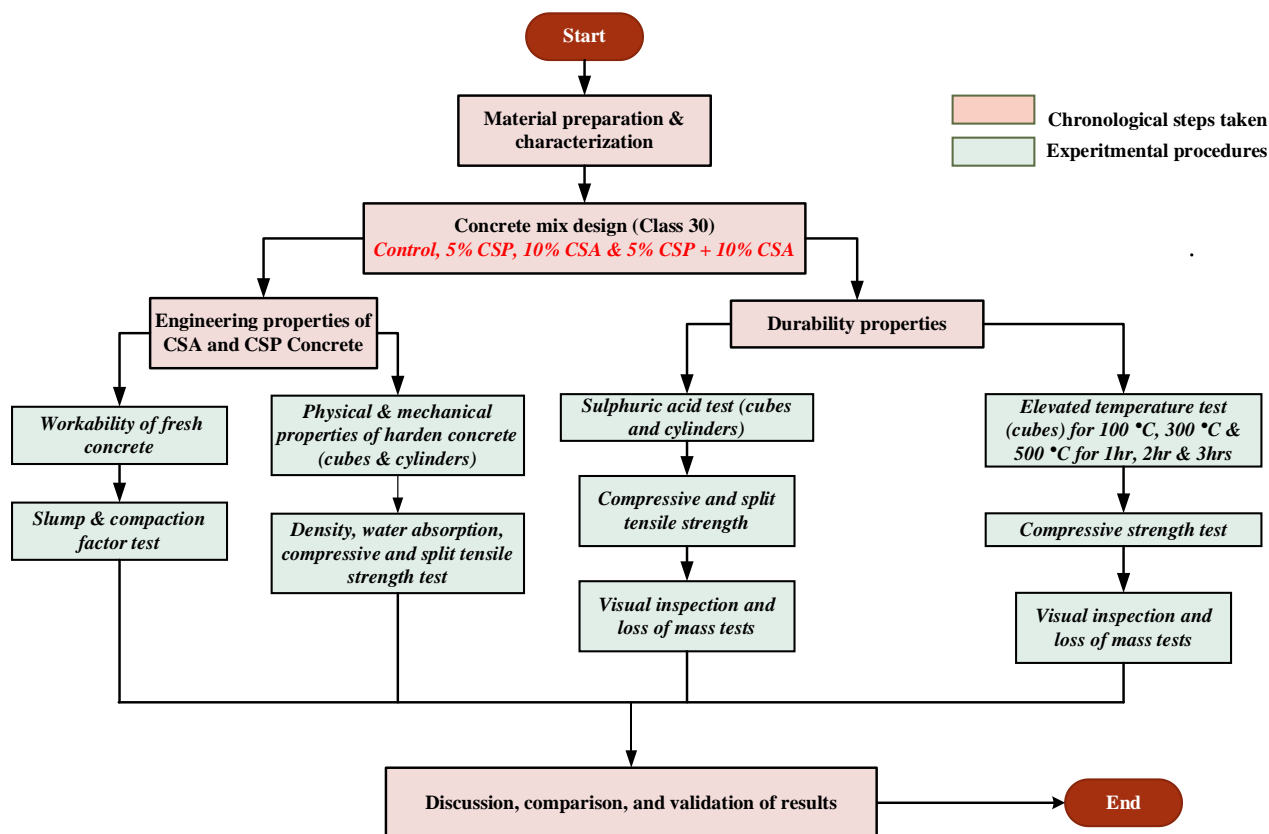 Start
Material preparation &
characterization
Chronological steps taken
Experitmental procedures
Concrete mix design (Class 30)
Control, 5% CSP, 10% CSA & 5% CSP + 10% CSA
.
Engineering properties of
CSA and CSP Concrete
Durability properties
Workability of fresh
concrete
Physical & mechanical
properties of harden concrete
(cubes & cylinders)
Sulphuric acid test (cubes
and cylinders)
Elevated temperature test
(cubes) for 100 °C, 300 °C &
500 °C for 1hr, 2hr & 3hrs
Slump & compaction
factor test
Density, water absorption,
compressive and split tensile
strength test
Compressive and split
tensile strength
Compressive strength test
Visual inspection and
loss of mass tests
Visual inspection and
loss of mass tests
Discussion, comparison, and validation of results
End